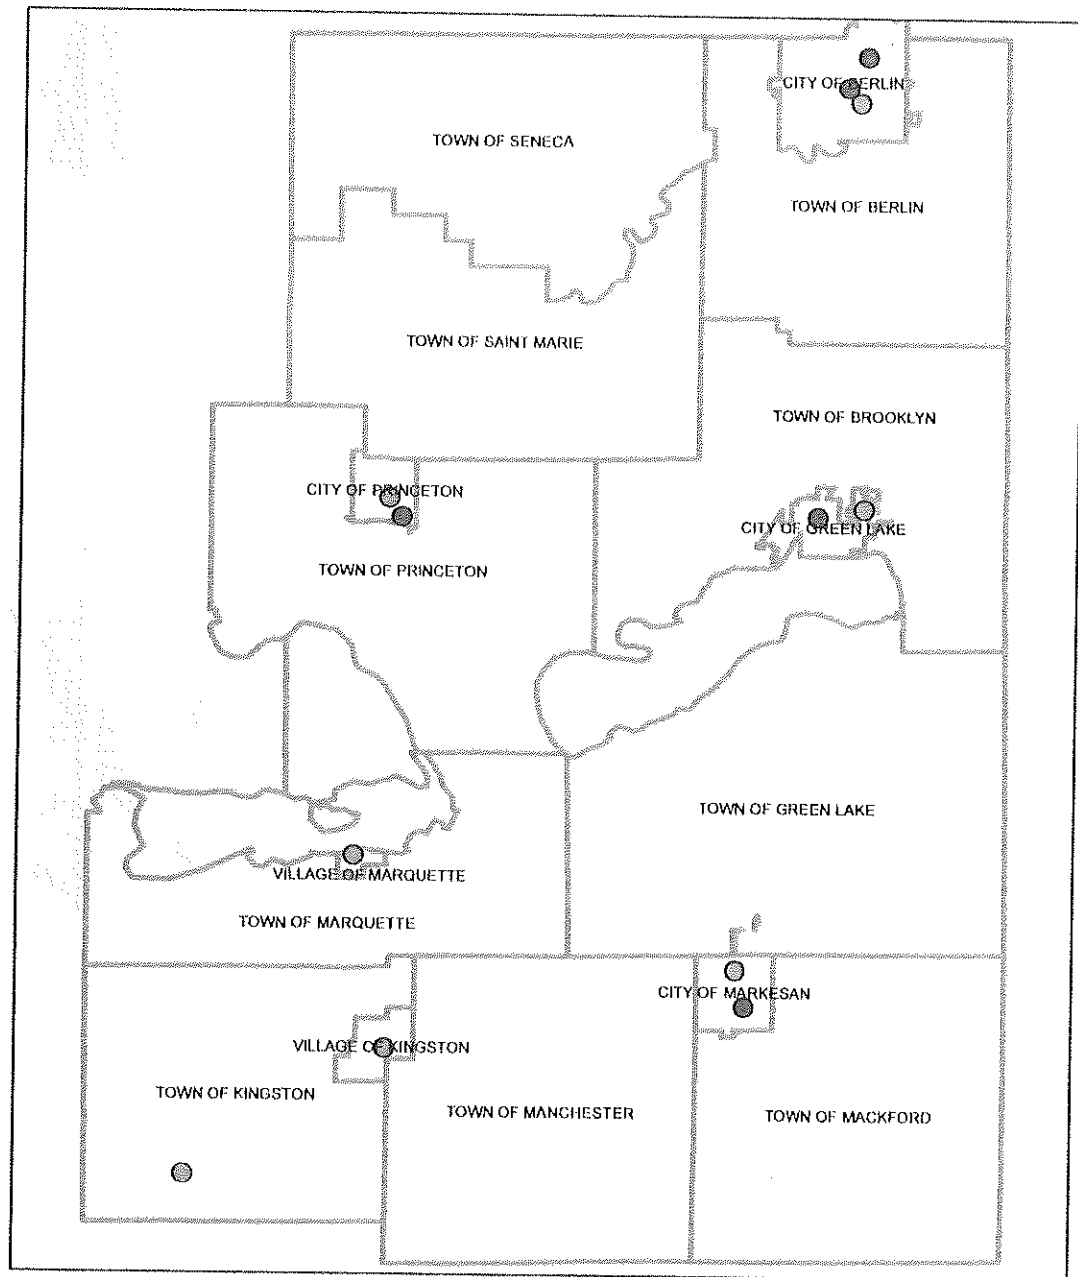 CITY OF BERLIN
TOWN OF SENECA
TOWN OF BERLIN
TOWN OF SAINT MARIE
TOWN OF BROOKLYN
CITY OF PRINCETON
CITY OF GREEN LAKE
TOWN OF PRINCETON
TOWN OF GREEN LAKE
VILLAGE OF MARQUETTE
TOWN OF MARQUETTE
CITY OF MARKESAN
VILLAGE OF KINGSTON
TOWN OF KINGSTON
TOWN OF MANCHESTER
TOWN OF MACKFORD